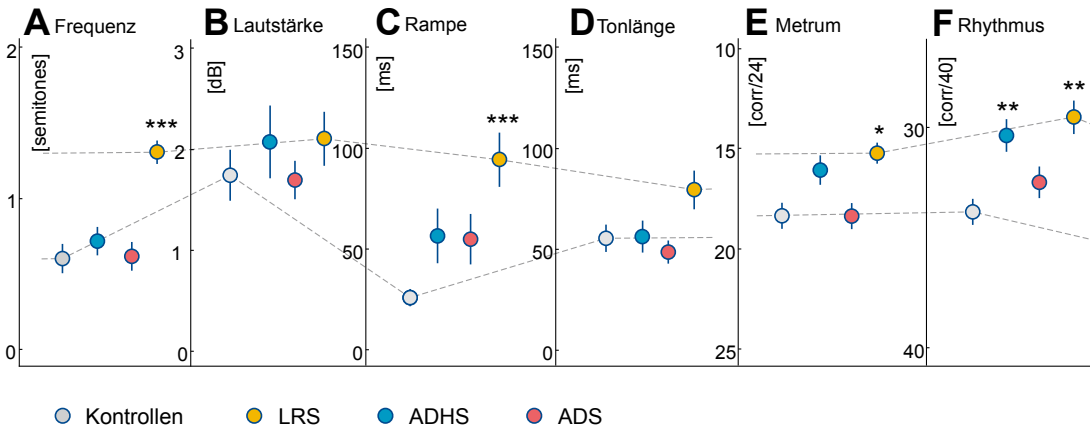 A Frequenz
B Lautstärke
C Rampe
D Tonlänge
E Metrum
F Rhythmus
2
1
0
[semitones]
***
3
2
1
0
[dB]
150
100
50
0
[ms]
***
150
100
50
0
[ms]
10
15
20
25
[corr/24]
*
30
40
[corr/40]
**
**
Kontrollen
LRS
ADHS
ADS